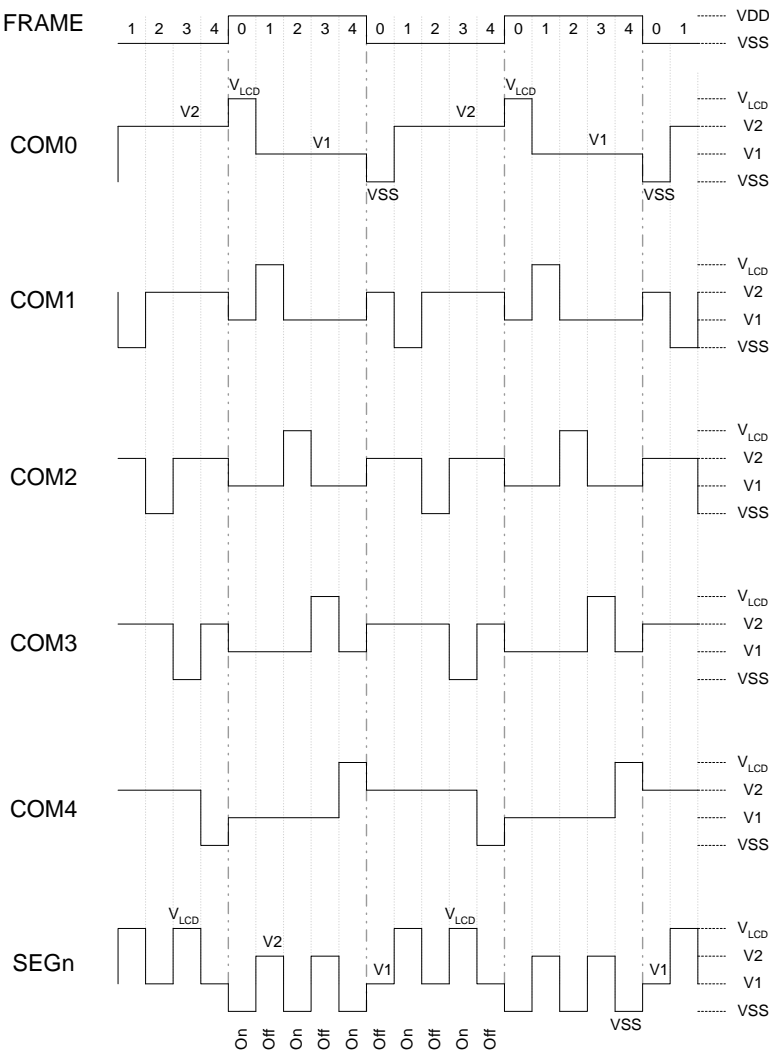 FRAME 1 2 3 4 0 1 2 3 4 0 1 2 3 4 0 1 2 3 4 0 1 VDD
VSS
COM0 V2 VLCD V1 VSS V2 VLCD V1 VSS VLCD
V2
V1
VSS
COM1 VLCD
V2
V1
VSS
COM2 VLCD
V2
V1
VSS
COM3 VLCD
V2
V1
VSS
COM4 VLCD
V2
V1
VSS
SEGn VLCD V2 V1 VLCD VSS V1 VLCD
V2
V1
VSS
On Off On Off On Off On Off On Off